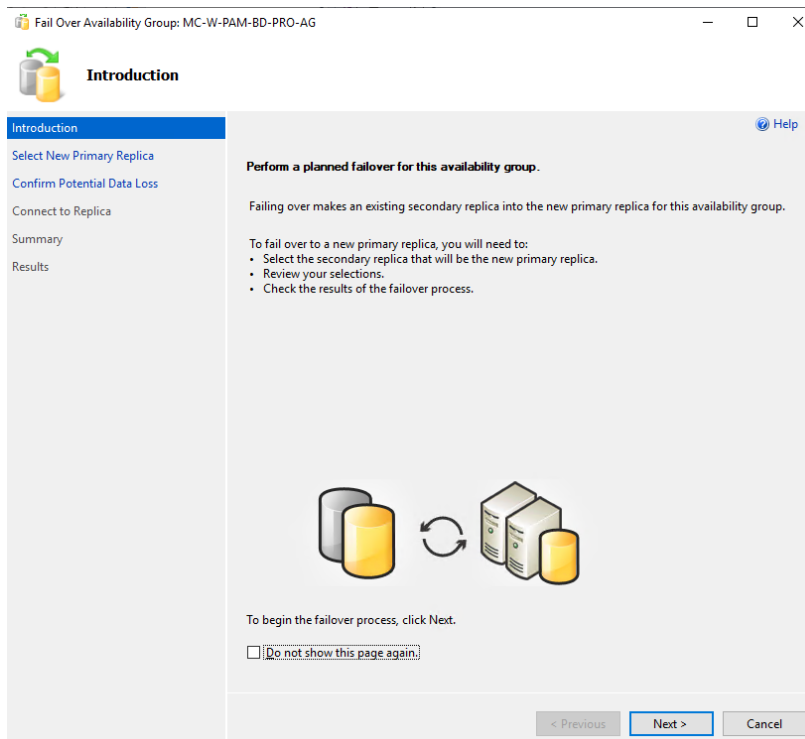 Fail Over Availability Group: MC-W-PAM-BD-PRO-AG
Introduction
Introduction
Select New Primary Replica
Confirm Potential Data Loss
Connect to Replica
Summary
Results
Help
Perform a planned failover for this availability group.
Failing over makes an existing secondary replica into the new primary replica for this availability group.
To fail over to a new primary replica, you will need to:
• Select the secondary replica that will be the new primary replica.
• Review your selections.
• Check the results of the failover process.
To begin the failover process, click Next.
Do not show this page again.
< Previous
Next >
Cancel